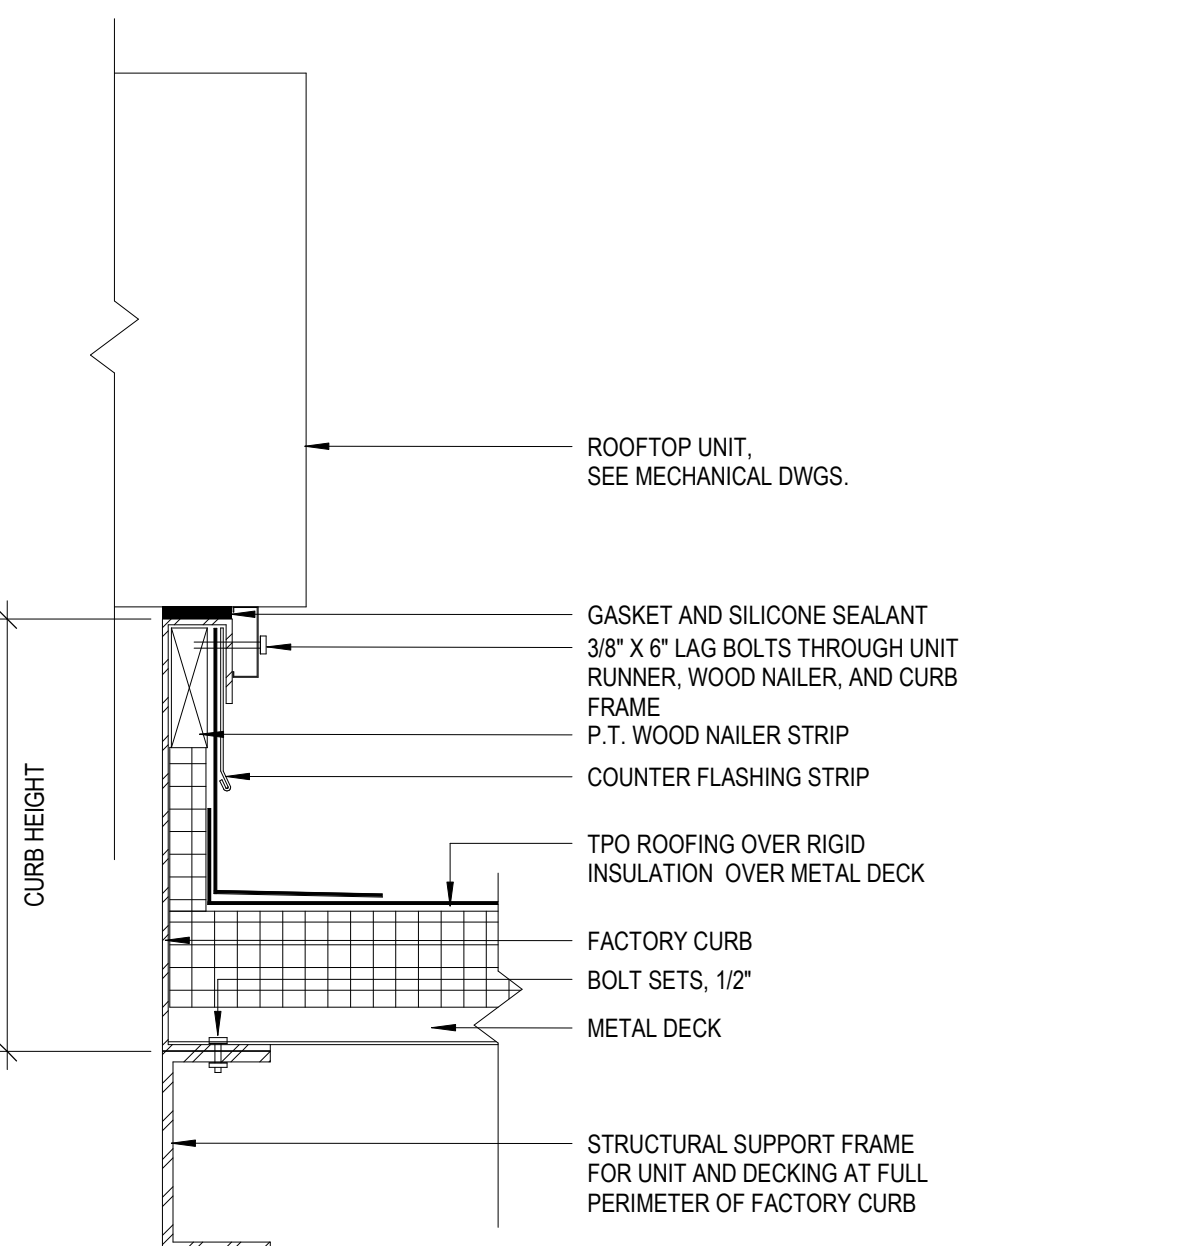 ROOFTOP UNIT,
SEE MECHANICAL DWGS.
GASKET AND SILICONE SEALANT
3/8" X 6" LAG BOLTS THROUGH UNIT
RUNNER, WOOD NAILER, AND CURB
FRAME
P.T. WOOD NAILER STRIP
COUNTER FLASHING STRIP
CURB HEIGHT
TPO ROOFING OVER RIGID
INSULATION  OVER METAL DECK
FACTORY CURB
BOLT SETS, 1/2"
METAL DECK
STRUCTURAL SUPPORT FRAME
FOR UNIT AND DECKING AT FULL
PERIMETER OF FACTORY CURB